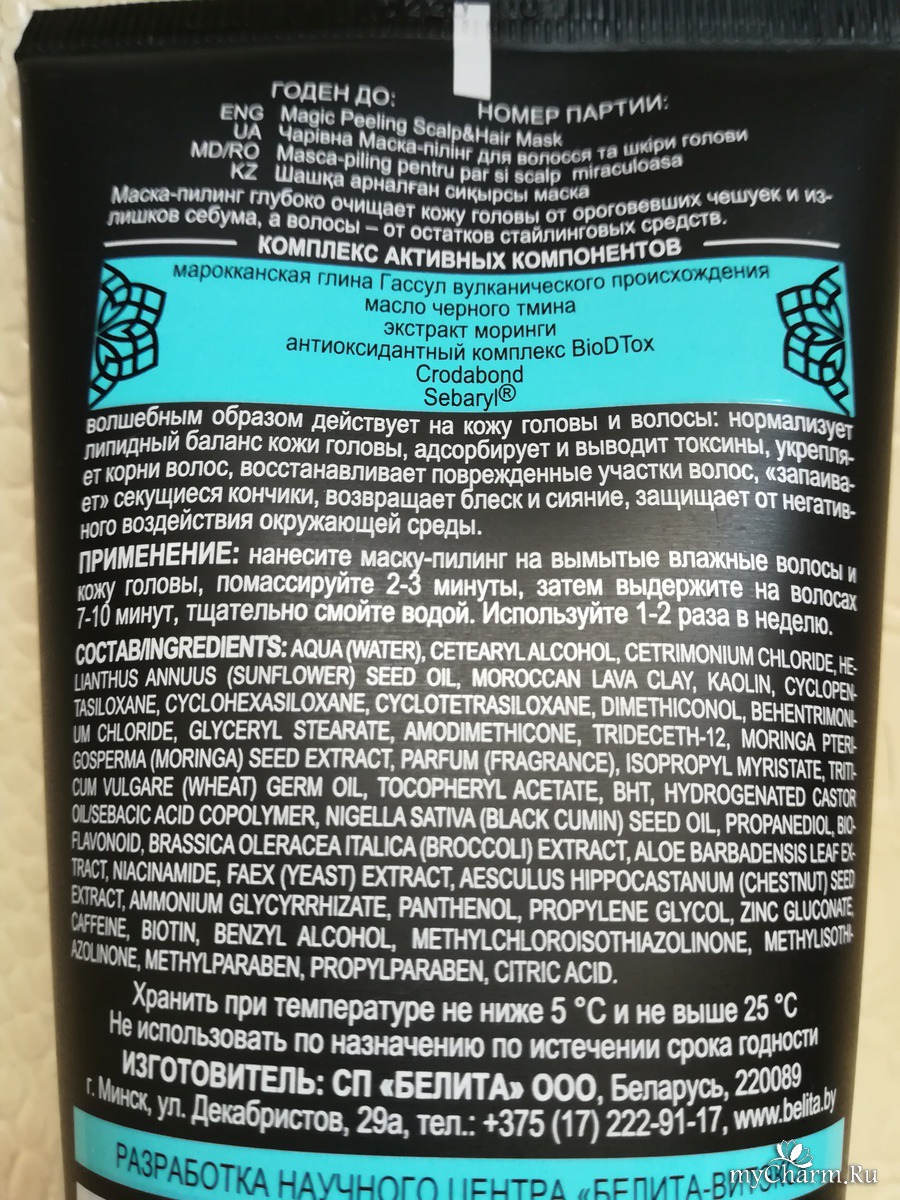 ГОДЕН ДО: НОМЕР ПАРТИИ:
ENG Magic Peeling Scalp&Hair Mask
UA Чарівна Маска-пілінг для волосся та шкіри голови
MD/RO Masca-piling pentru par si scalp miraculoasa
KZ Шашқа арналған сиқырсы маска
Маска-пилинг глубоко очищает кожу головы от ороговевших чешуек и из-
лишков себума, а волосы – от остатков стайлинговых средств.
КОМПЛЕКС АКТИВНЫХ КОМПОНЕНТОВ
марокканская глина Гассул вулканического происхождения
масло черного тмина
экстракт моринги
антиоксидантный комплекс BioDTox
Crodabond
Sebaryl®
волшебным образом действует на кожу головы и волосы: нормализует
липидный баланс кожи головы, адсорбирует и выводит токсины, укрепля-
ет корни волос, восстанавливает поврежденные участки волос, «запаива-
ет» секущиеся кончики, возвращает блеск и сияние, защищает от негатив-
ного воздействия окружающей среды.
ПРИМЕНЕНИЕ: нанесите маску-пилинг на вымытые влажные волосы и
кожу головы, помассируйте 2-3 минуты, затем выдержите на волосах
7-10 минут, тщательно смойте водой. Используйте 1-2 раза в неделю.
СОСТАВ/INGREDIENTS: AQUA (WATER), CETEARYL ALCOHOL, CETRIMONIUM CHLORIDE, HE-
LIANTHUS ANNUUS (SUNFLOWER) SEED OIL, MOROCCAN LAVA CLAY, KAOLIN, CYCLOPEN-
TASILOXANE, CYCLOHEXASILOXANE, CYCLOTETRASILOXANE, DIMETHICONOL, BEHENTRIMONI-
UM CHLORIDE, GLYCERYL STEARATE, AMODIMETHICONE, TRIDECETH-12, MORINGA PTERI-
GOSPERMA (MORINGA) SEED EXTRACT, PARFUM (FRAGRANCE), ISOPROPYL MYRISTATE, TRITI-
CUM VULGARE (WHEAT) GERM OIL, TOCOPHERYL ACETATE, BHT, HYDROGENATED CASTOR
OIL/SEBACIC ACID COPOLYMER, NIGELLA SATIVA (BLACK CUMIN) SEED OIL, PROPANEDIOL, BIO-
FLAVONOID, BRASSICA OLERACEA ITALICA (BROCCOLI) EXTRACT, ALOE BARBADENSIS LEAF EX-
TRACT, NIACINAMIDE, FAEX (YEAST) EXTRACT, AESCULUS HIPPOCASTANUM (CHESTNUT) SEED
EXTRACT, AMMONIUM GLYCYRRHIZATE, PANTHENOL, PROPYLENE GLYCOL, ZINC GLUCONATE,
CAFFEINE, BIOTIN, BENZYL ALCOHOL, METHYLCHLOROISOTHIAZOLINONE, METHYLISOTHI-
AZOLINONE, METHYLPARABEN, PROPYLPARABEN, CITRIC ACID.
Хранить при температуре не ниже 5 °C и не выше 25 °C
Не использовать по назначению по истечении срока годности
ИЗГОТОВИТЕЛЬ: СП «БЕЛИТА» ООО, Беларусь, 220089
г. Минск, ул. Декабристов, 29а, тел.: +375 (17) 222-91-17, www.belita.by
РАЗРАБОТКА НАУЧНОГО ЦЕНТРА «БЕЛИТА-ВИ
myCharm.Ru